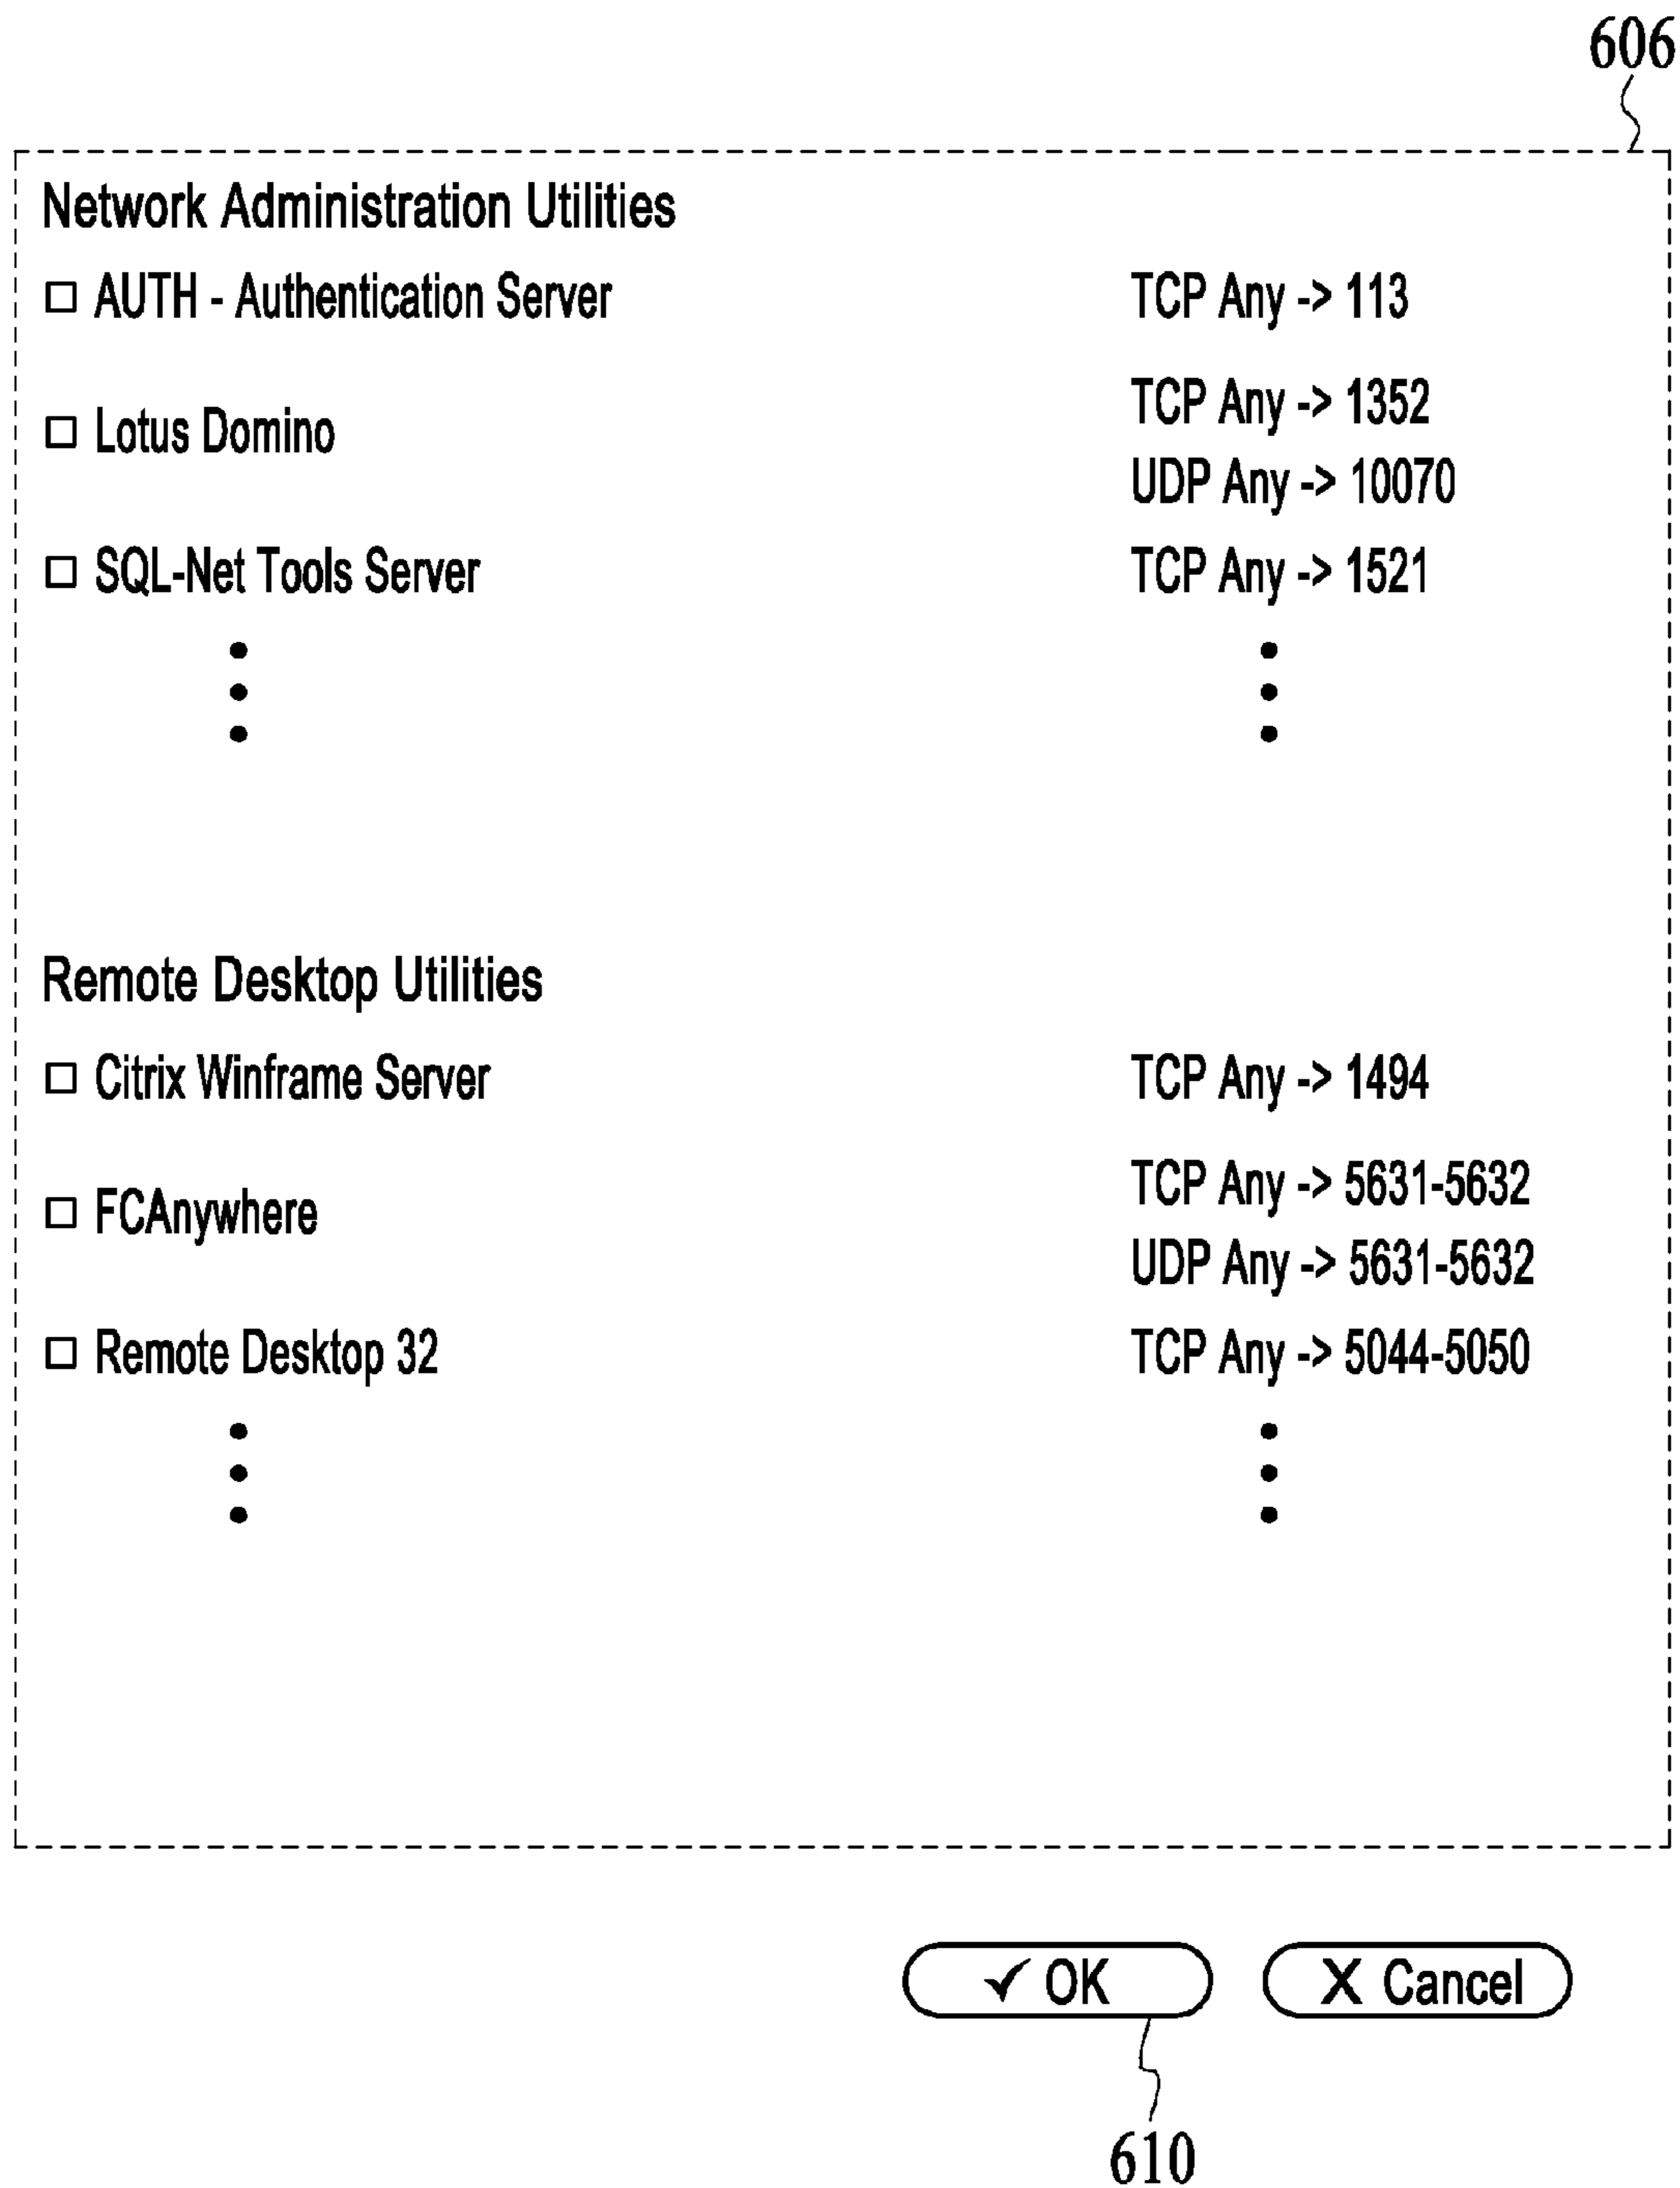 606
Network Administration Utilities
AUTH - Authentication Server TCP Any -> 113
Lotus Domino TCP Any -> 1352
UDP Any -> 10070
SQL-Net Tools Server TCP Any -> 1521
Remote Desktop Utilities
Citrix Winframe Server TCP Any -> 1494
FCAnywhere TCP Any -> 5631-5632
UDP Any -> 5631-5632
Remote Desktop 32 TCP Any -> 5044-5050
✓ OK X Cancel
610